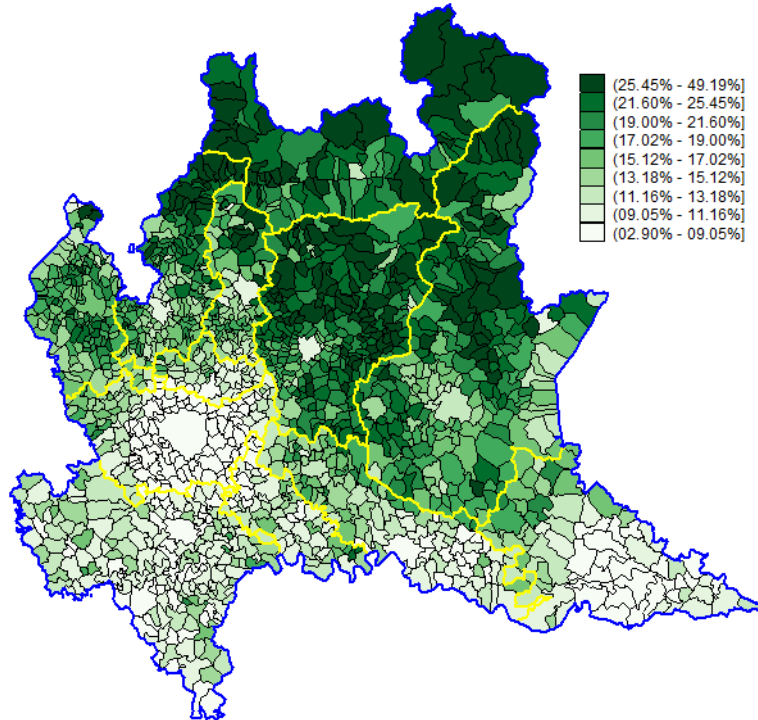 (25.45% - 49.19%]
(21.60% - 25.45%]
(19.00% - 21.60%]
(17.02% - 19.00%]
(15.12% - 17.02%]
(13.18% - 15.12%]
(11.16% - 13.18%]
(09.05% - 11.16%]
(02.90% - 09.05%]